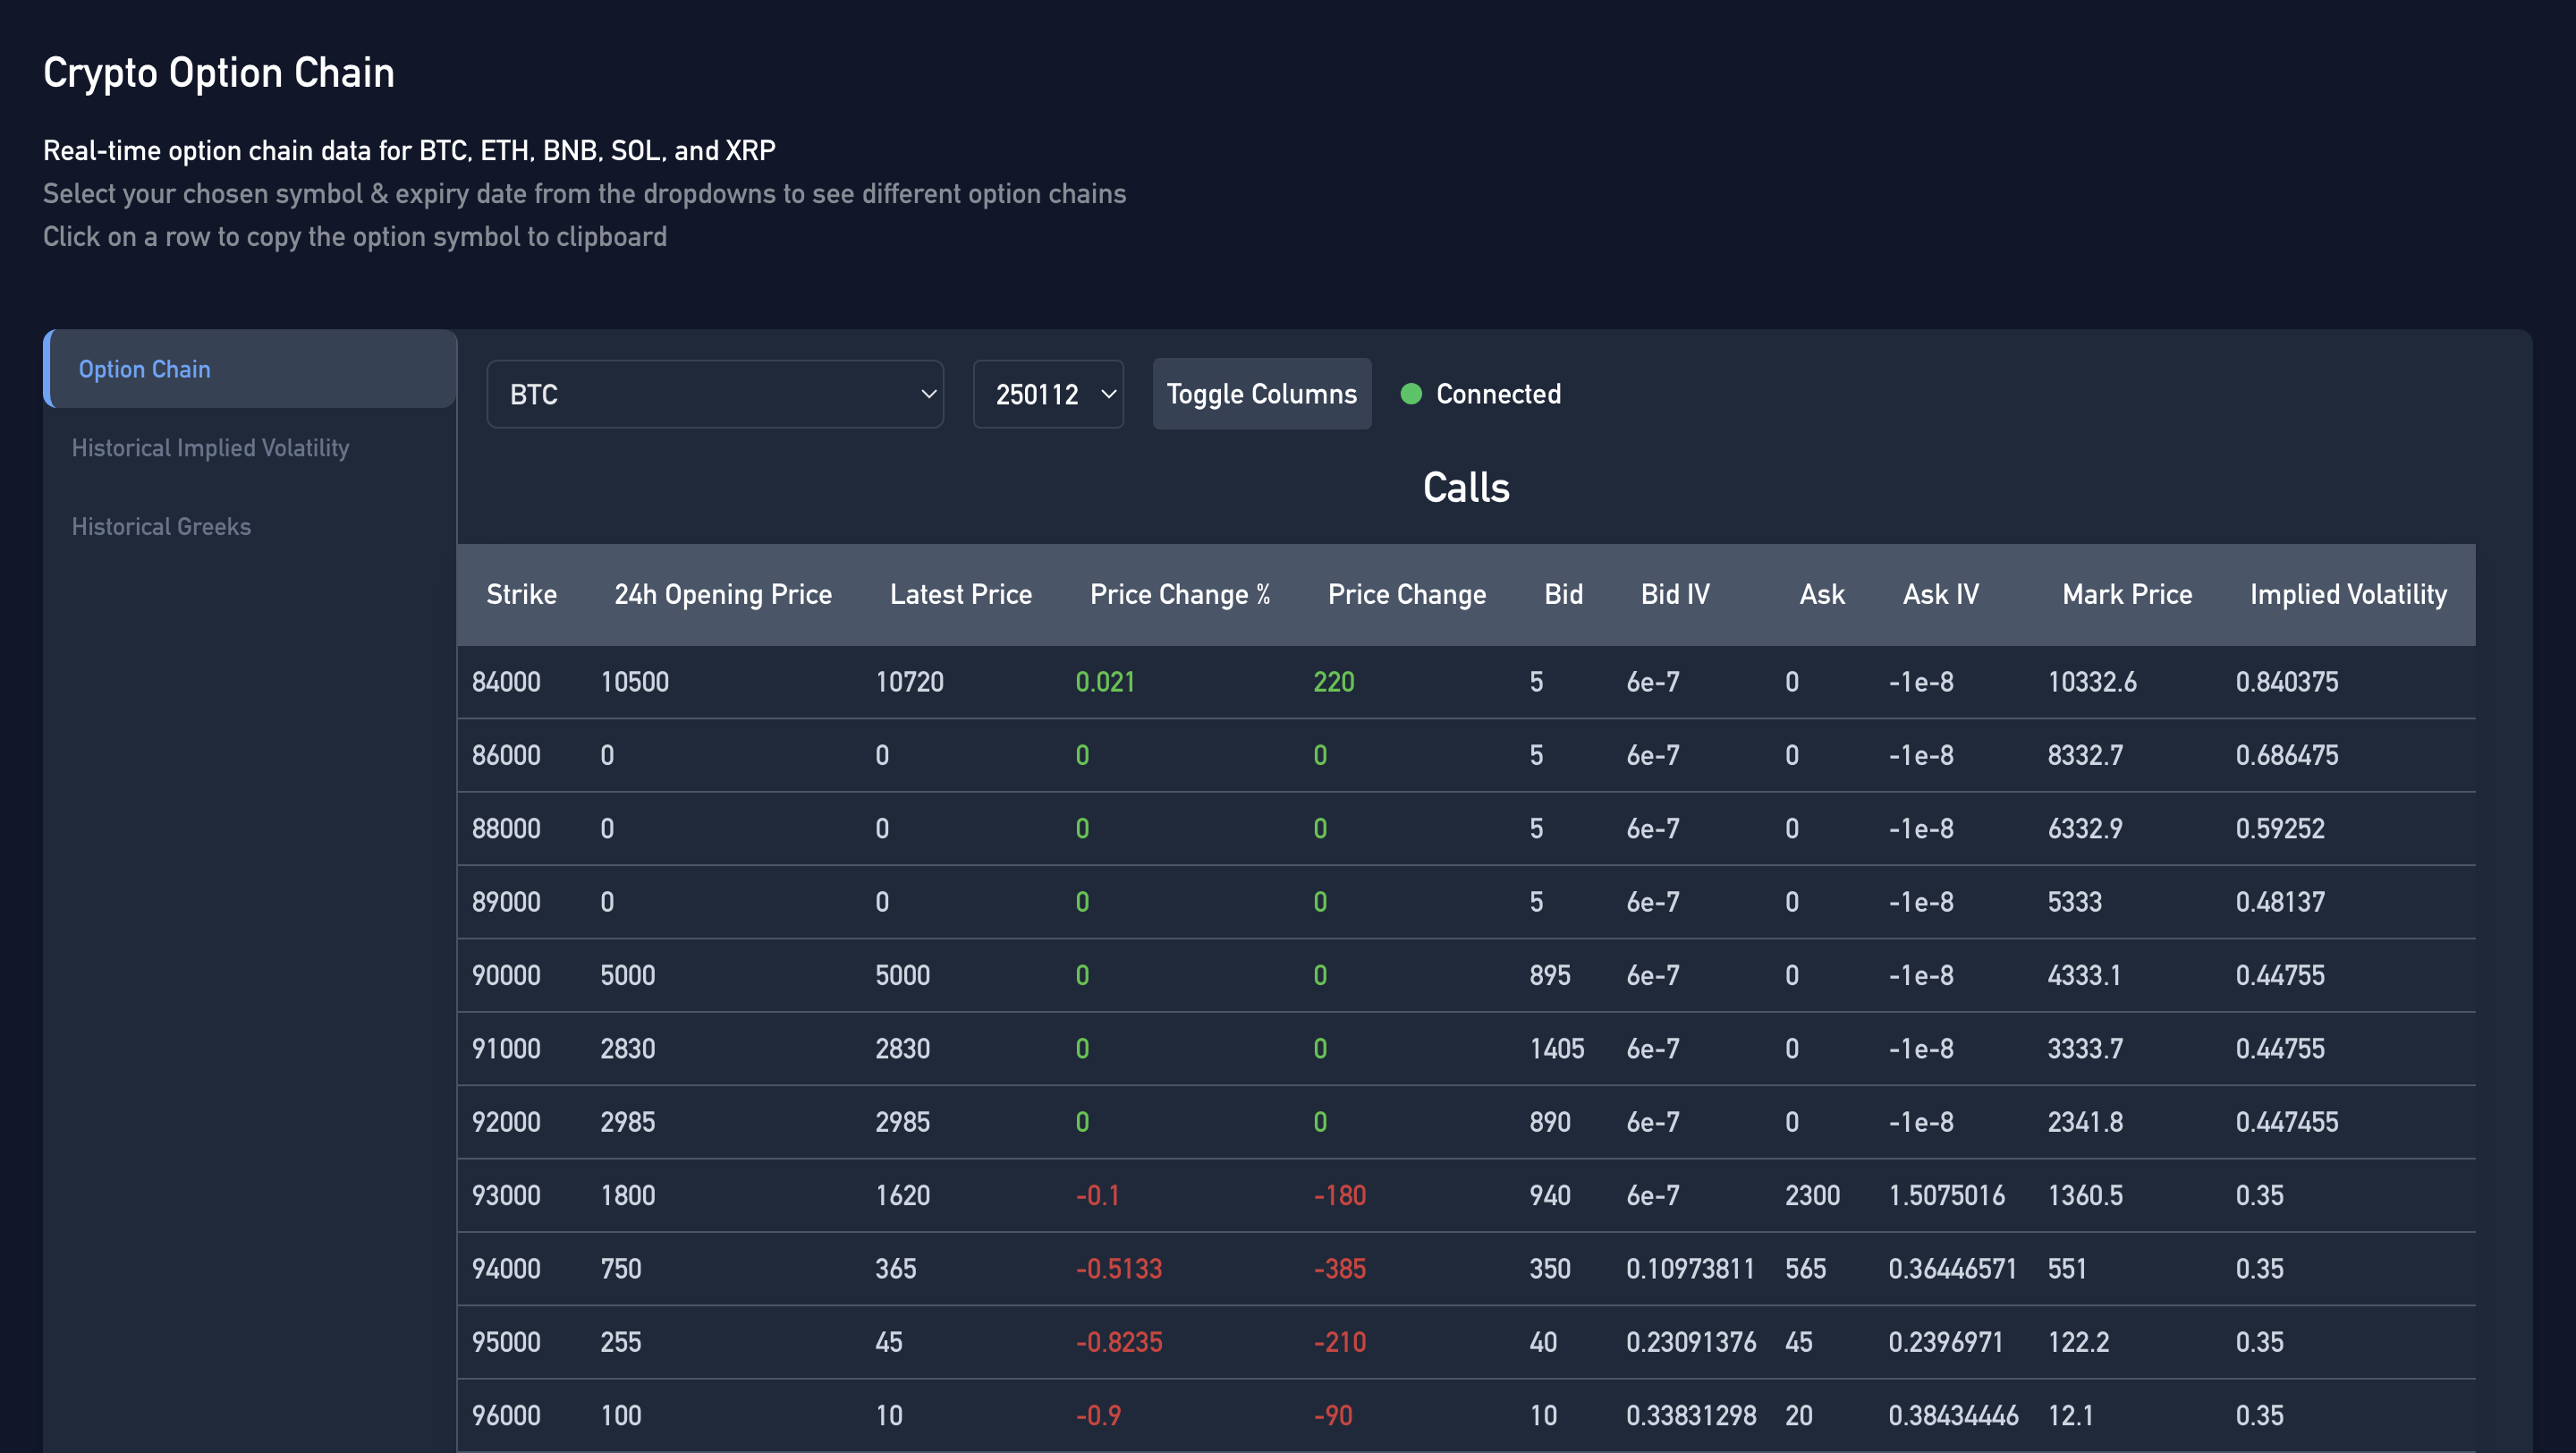 Crypto Option Chain
Real-time option chain data for BTC, ETH, BNB, SOL, and XRP
Select your chosen symbol & expiry date from the dropdowns to see different option chains
Click on a row to copy the option symbol to clipboard
Option Chain
Historical Implied Volatility
Historical Greeks
BTC 250112 Toggle Columns Connected
Calls
Strike 24h Opening Price Latest Price Price Change % Price Change Bid Bid IV Ask Ask IV Mark Price Implied Volatility
84000 10500 10720 0.021 220 5 6e-7 0 -1e-8 10332.6 0.840375
86000 0 0 0 0 5 6e-7 0 -1e-8 8332.7 0.686475
88000 0 0 0 0 5 6e-7 0 -1e-8 6332.9 0.59252
89000 0 0 0 0 5 6e-7 0 -1e-8 5333 0.48137
90000 5000 5000 0 0 895 6e-7 0 -1e-8 4333.1 0.44755
91000 2830 2830 0 0 1405 6e-7 0 -1e-8 3333.7 0.44755
92000 2985 2985 0 0 890 6e-7 0 -1e-8 2341.8 0.447455
93000 1800 1620 -0.1 -180 940 6e-7 2300 1.5075016 1360.5 0.35
94000 750 365 -0.5133 -385 350 0.10973811 565 0.36446571 551 0.35
95000 255 45 -0.8235 -210 40 0.23091376 45 0.2396971 122.2 0.35
96000 100 10 -0.9 -90 10 0.33831298 20 0.38434446 12.1 0.35